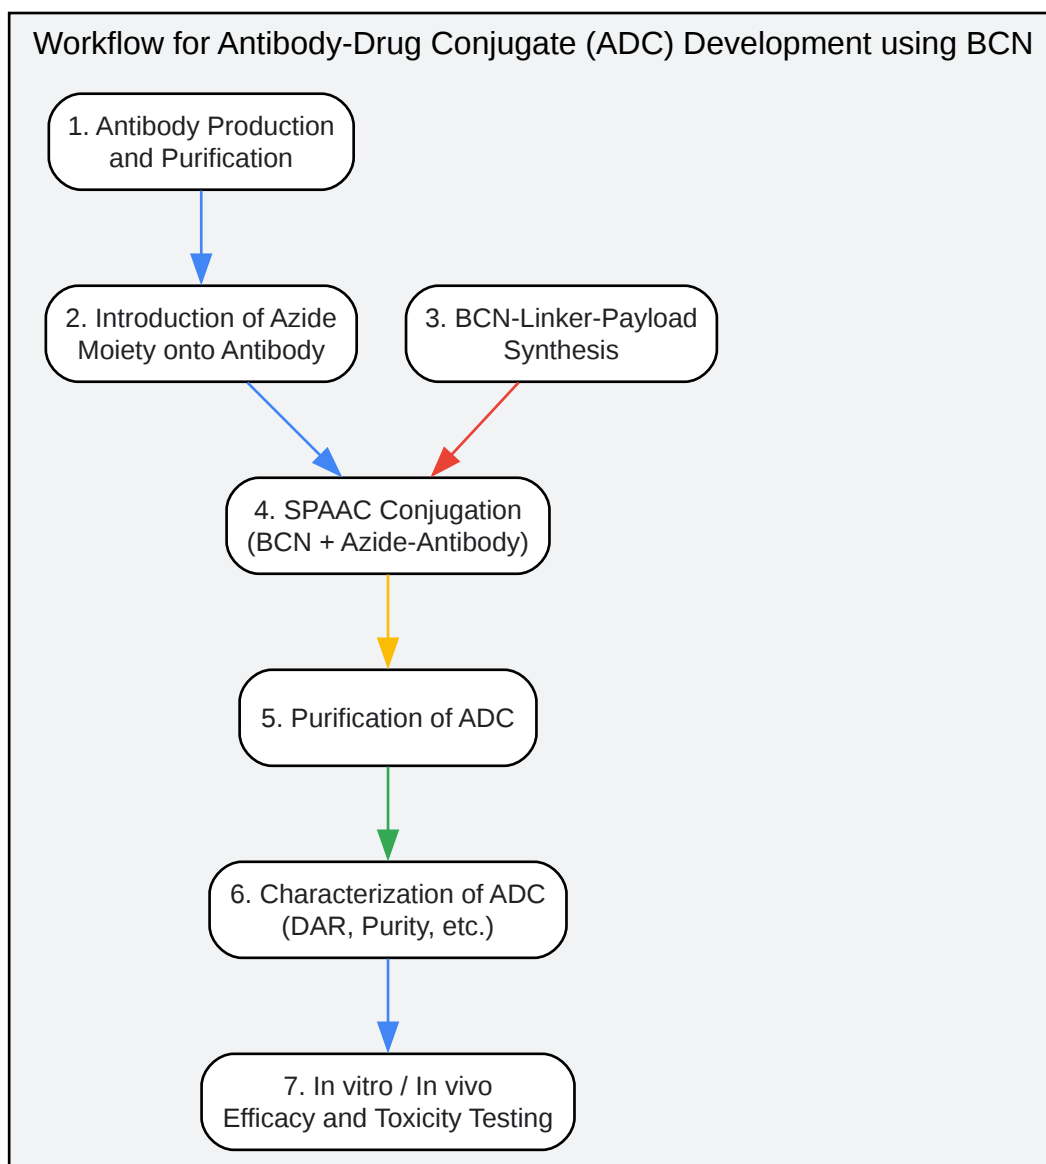 Workflow for Antibody-Drug Conjugate (ADC) Development using BCN
1. Antibody Production
and Purification
2. Introduction of Azide
Moiety onto Antibody
3. BCN-Linker-Payload
Synthesis
4. SPAAC Conjugation
(BCN + Azide-Antibody)
5. Purification of ADC
6. Characterization of ADC
(DAR, Purity, etc.)
7. In vitro / In vivo
Efficacy and Toxicity Testing